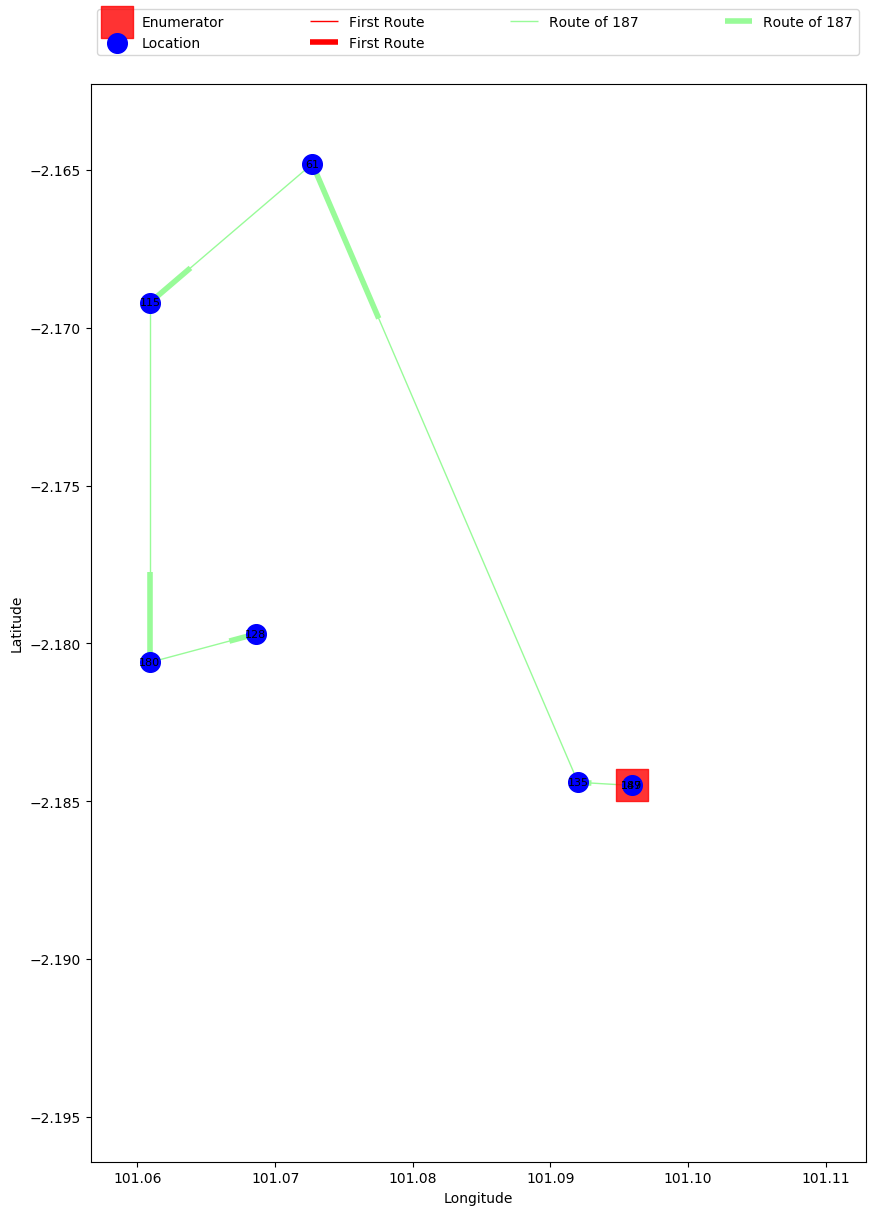 Enumerator First Route Route of 187 Route of 187
Location First Route
−2.165
−2.170
−2.175
−2.180
−2.185
−2.190
−2.195
Latitude
128
101.06 101.07 101.08 101.09 101.10 101.11
Longitude